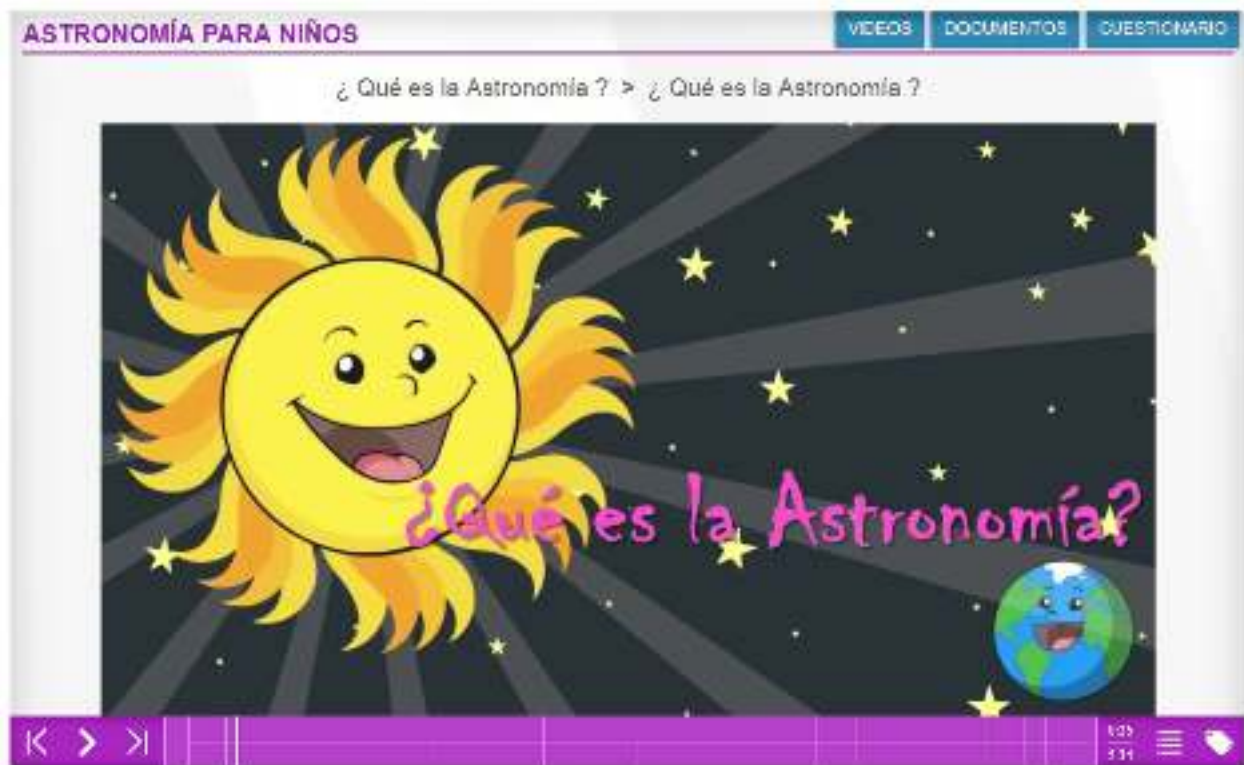 ASTRONOMÍA PARA NIÑOS
VIDEOS DOCUMENTOS CUESTIONARIO
¿ Qué es la Astronomía ? > ¿ Qué es la Astronomía ?
¿Qué es la Astronomía?